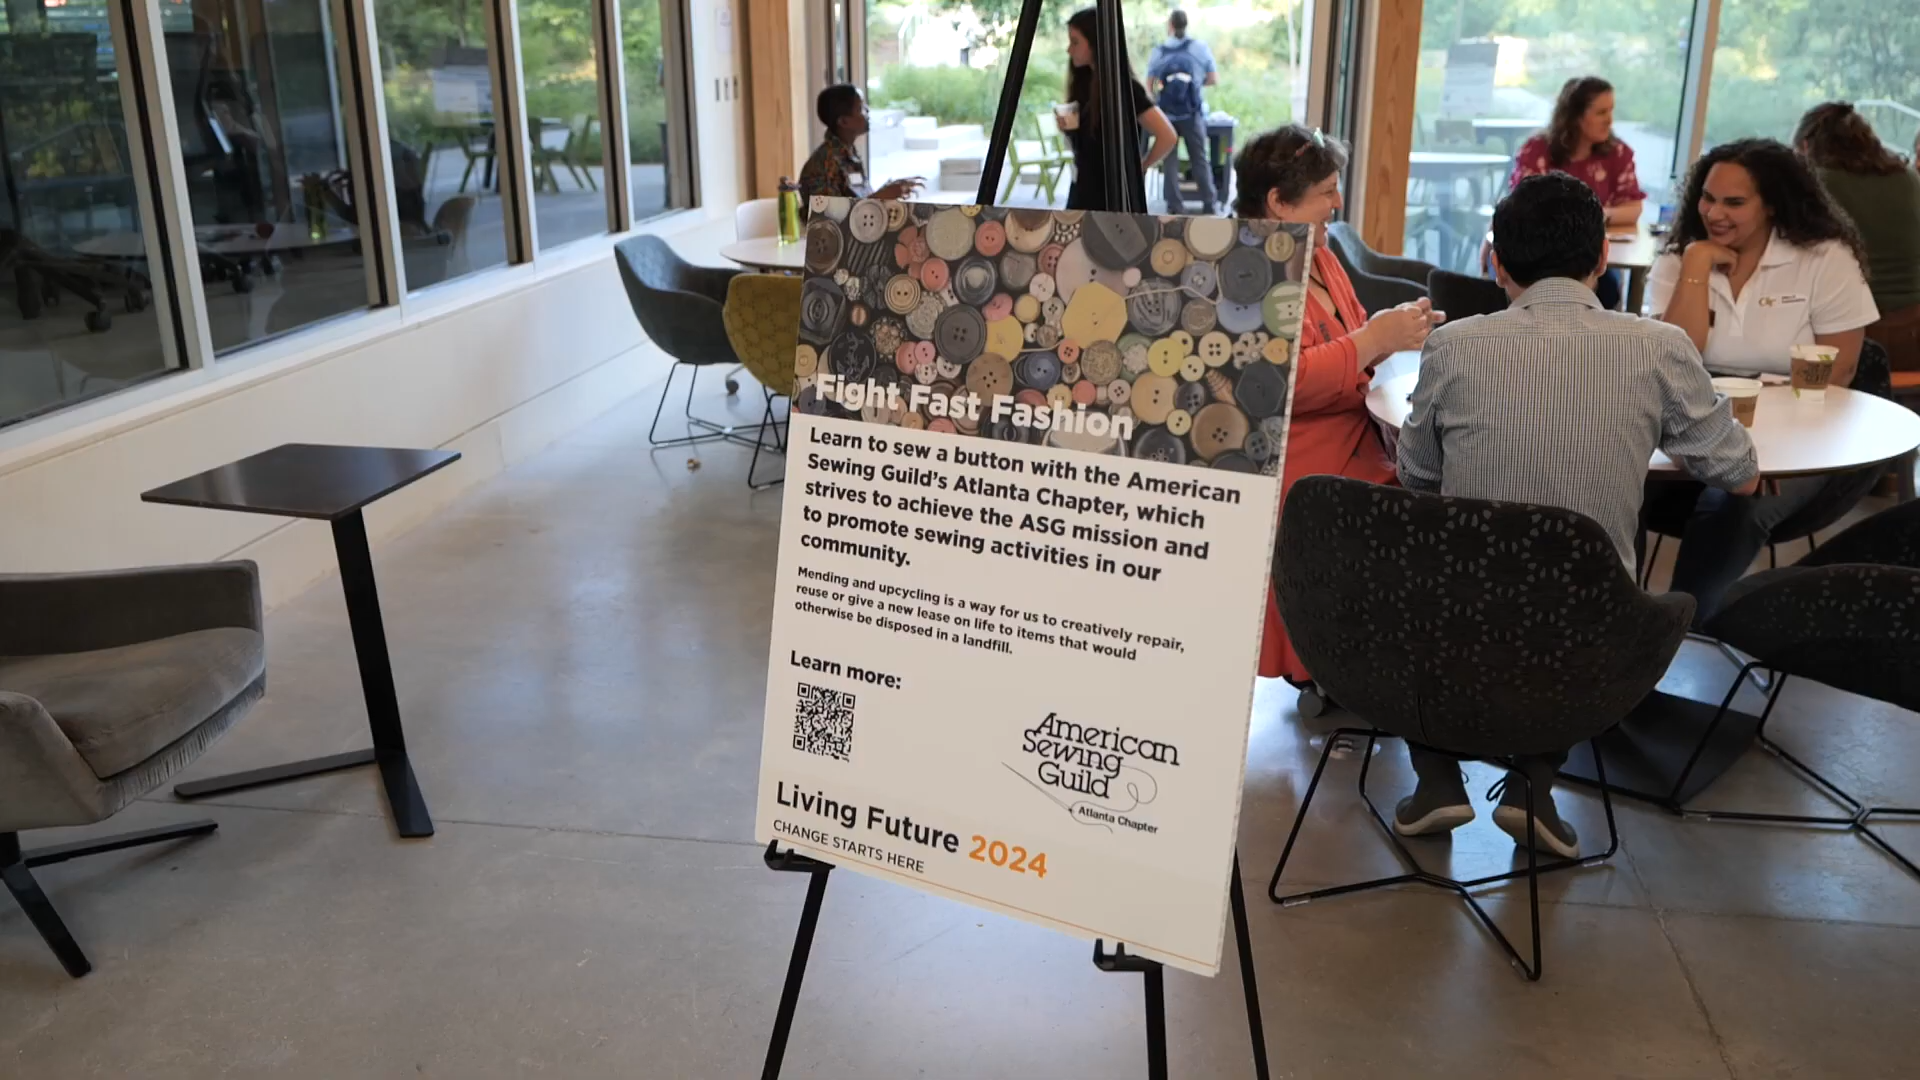 Fight Fast Fashion
Learn to sew a button with the American
Sewing Guild's Atlanta Chapter, which
strives to achieve the ASG mission and
to promote sewing activities in our
community.
Mending and upcycling is a way for us to creatively repair,
reuse or give a new lease on life to items that would
otherwise be disposed in a landfill.
Learn more:
American
Sewing
Guild
Atlanta Chapter
Living Future 2024
CHANGE STARTS HERE